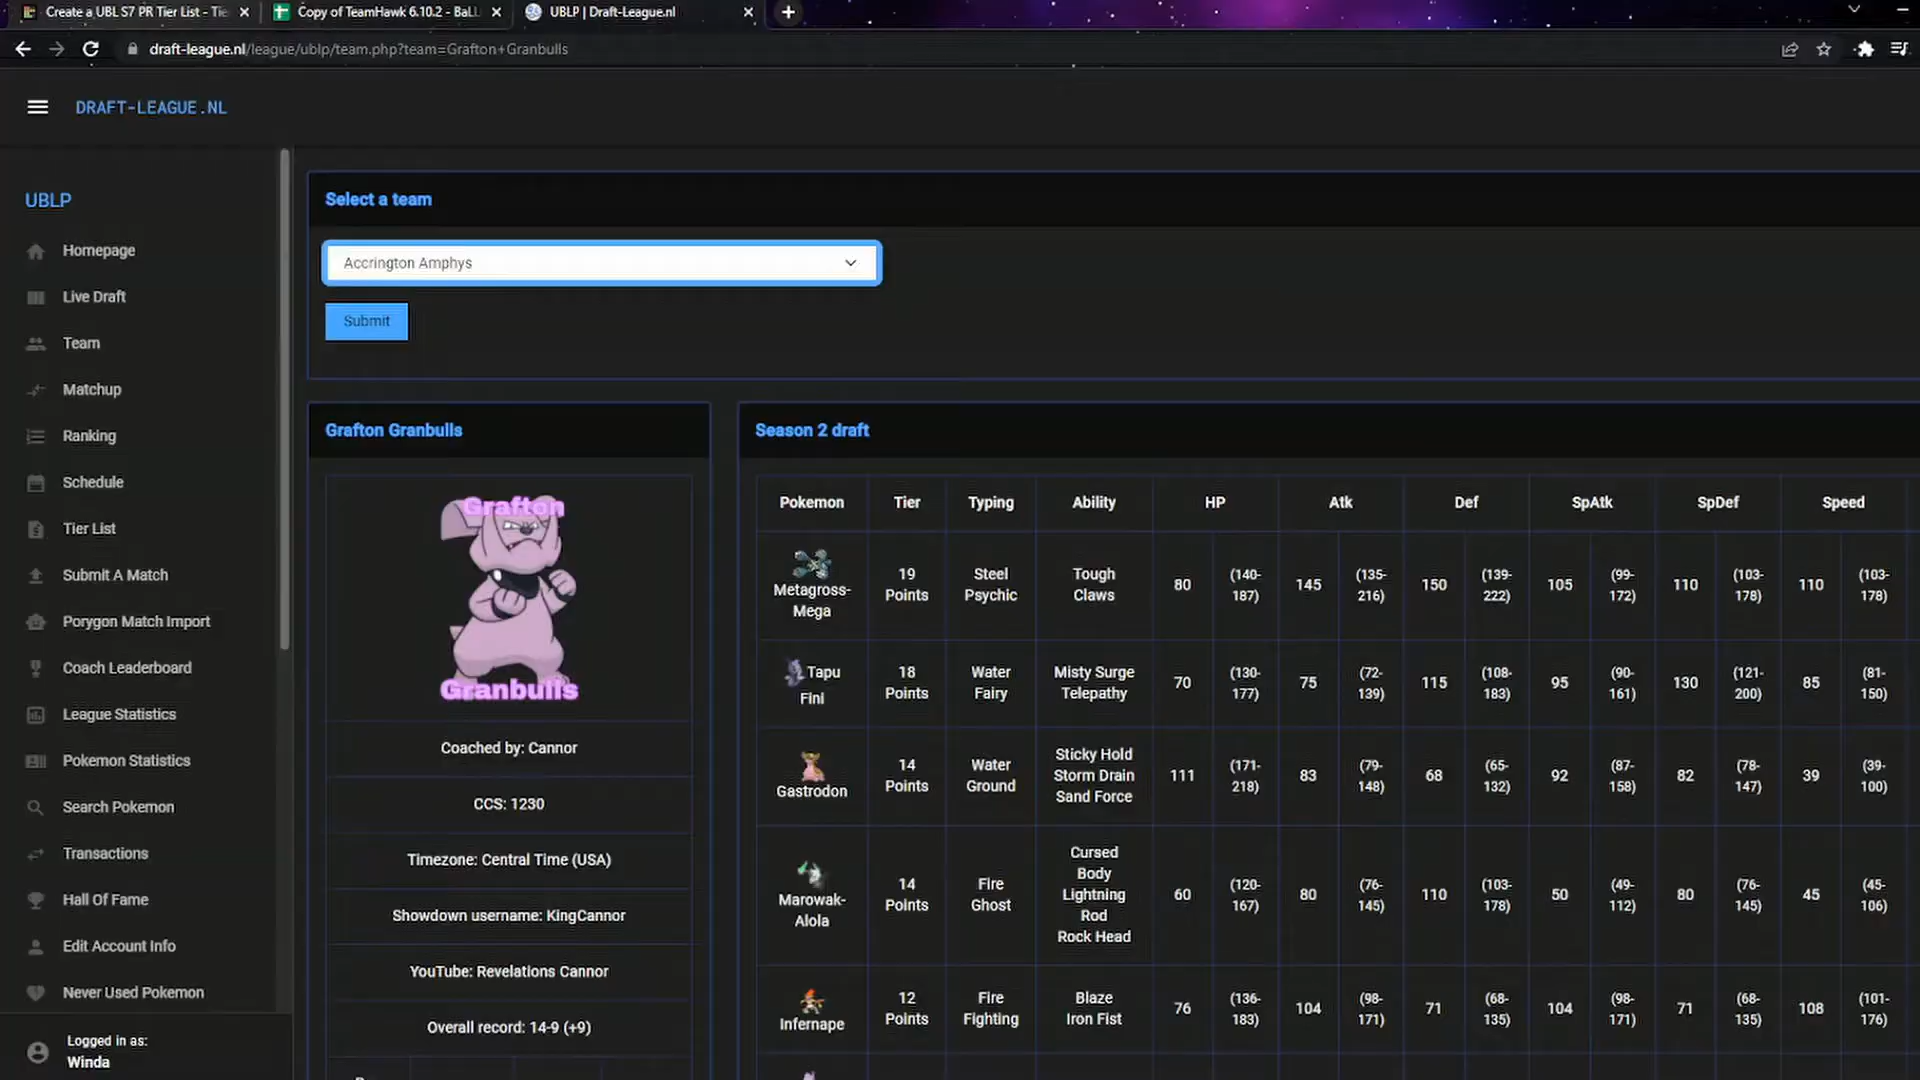 Create a UBL S7 PR Tier List - Tie
Copy of TeamHawk 6.10.2 - BaLL
UBLP | Draft-League.nl
draft-league.nl/league/ublp/team.php?team=Grafton+Granbulls
DRAFT-LEAGUE.NL
UBLP
Homepage
Live Draft
Team
Matchup
Ranking
Schedule
Tier List
Submit A Match
Porygon Match Import
Coach Leaderboard
League Statistics
Pokemon Statistics
Search Pokemon
Transactions
Hall Of Fame
Edit Account Info
Never Used Pokemon
Logged in as:
Winda
Select a team
Accrington Amphys
Submit
Grafton Granbulls
Grafton
Granbulls
Coached by: Cannor
CCS: 1230
Timezone: Central Time (USA)
Showdown username: KingCannor
YouTube: Revelations Cannor
Overall record: 14-9 (+9)
Season 2 draft
Pokemon Tier Typing Ability HP Atk Def SpAtk SpDef Speed
Metagross-Mega 19 Points Steel Psychic Tough Claws 80 (140-187) 145 (135-216) 150 (139-222) 105 (99-172) 110 (103-178) 110 (103-178)
Tapu Fini 18 Points Water Fairy Misty Surge Telepathy 70 (130-177) 75 (72-139) 115 (108-183) 95 (90-161) 130 (121-200) 85 (81-150)
Gastrodon 14 Points Water Ground Sticky Hold Storm Drain Sand Force 111 (171-218) 83 (79-148) 68 (65-132) 92 (87-158) 82 (78-147) 39 (39-100)
Marowak-Alola 14 Points Fire Ghost Cursed Body Lightning Rod Rock Head 60 (120-167) 80 (76-145) 110 (103-178) 50 (49-112) 80 (76-145) 45 (45-106)
Infernape 12 Points Fire Fighting Blaze Iron Fist 76 (136-183) 104 (98-171) 71 (68-135) 104 (98-171) 71 (68-135) 108 (101-176)